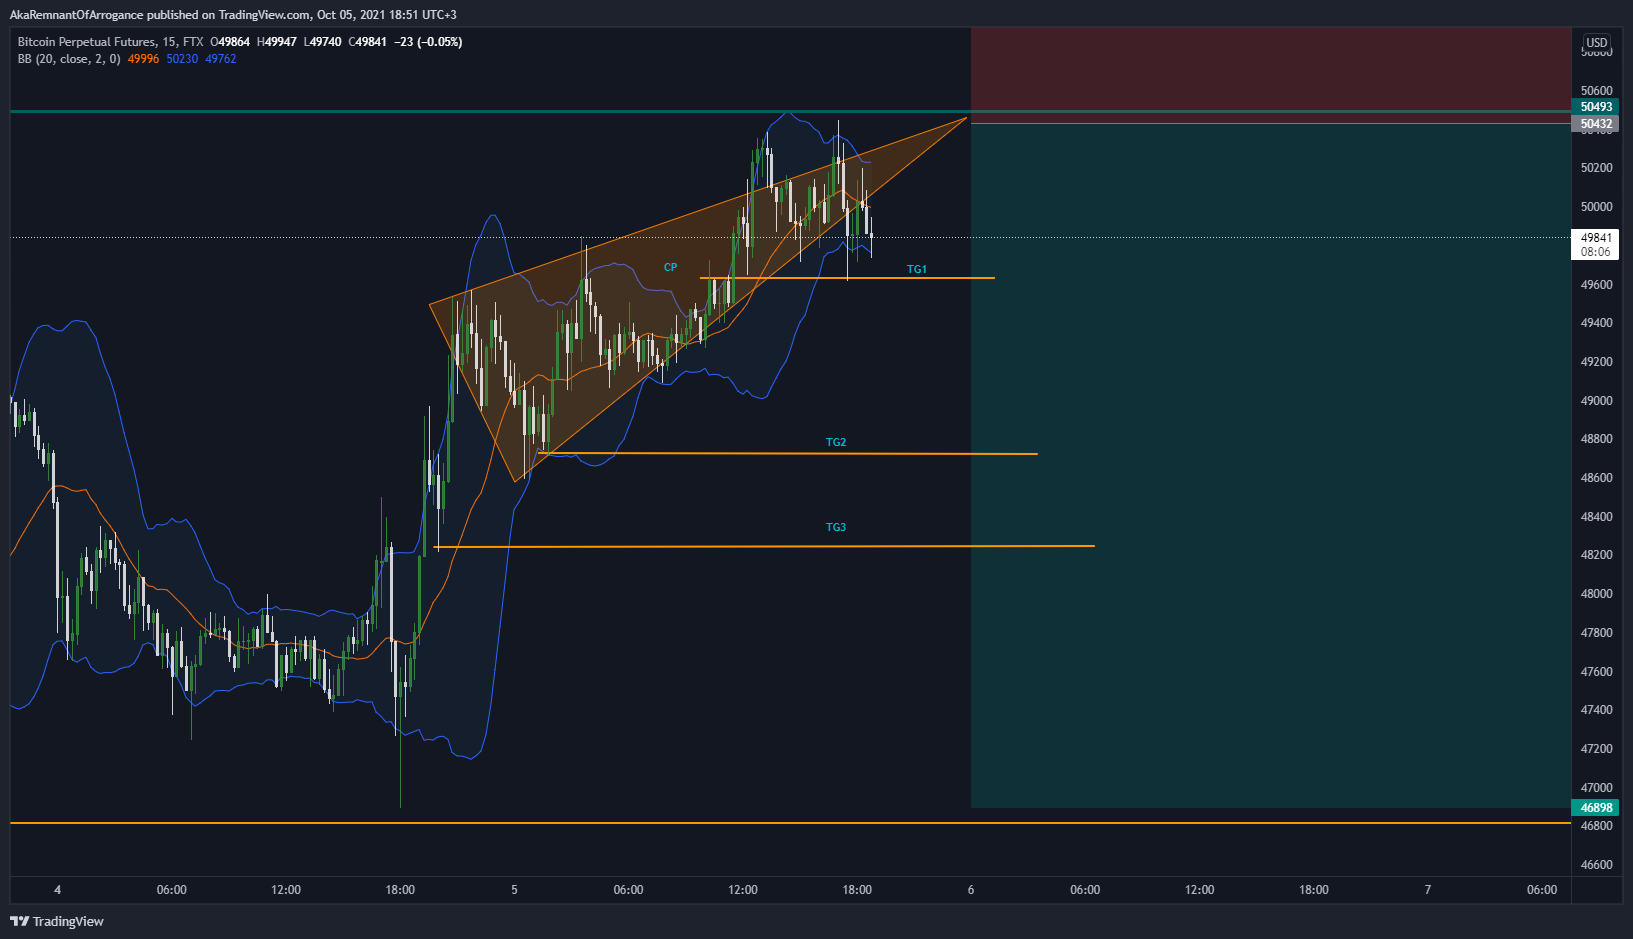 AkaRemnantOfArrogance published on TradingView.com, Oct 05, 2021 18:51 UTC+3
Bitcoin Perpetual Futures, 15, FTX O49864 H49947 L49740 C49841 −23 (−0.05%)
BB (20, close, 2, 0) 49996 50230 49762
USD
50800
50600
50493
50432
50400
50200
50000
49841
08:06
49600
49400
49200
49000
48800
48600
48400
48200
48000
47800
47600
47400
47200
47000
46898
46800
46600
CP
TG1
TG2
TG3
4 06:00 12:00 18:00 5 06:00 12:00 18:00 6 06:00 12:00 18:00 7 06:00
TradingView